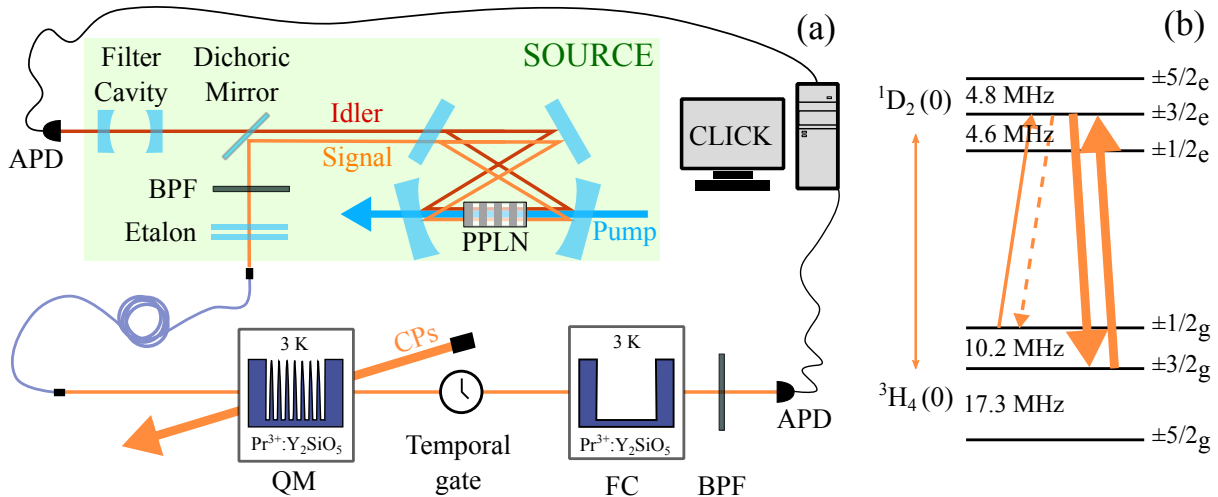 (a)
SOURCE
Filter
Cavity
Dichoric
Mirror
Idler
Signal
APD
BPF
Etalon
PPLN
Pump
CLICK
3 K
Pr³⁺:Y₂SiO₅
QM
CPs
Temporal
gate
3 K
Pr³⁺:Y₂SiO₅
FC
BPF
APD
(b)
±5/2e
¹D₂(0)
4.8 MHz
±3/2e
4.6 MHz
±1/2e
±1/2g
10.2 MHz
±3/2g
³H₄(0)
17.3 MHz
±5/2g